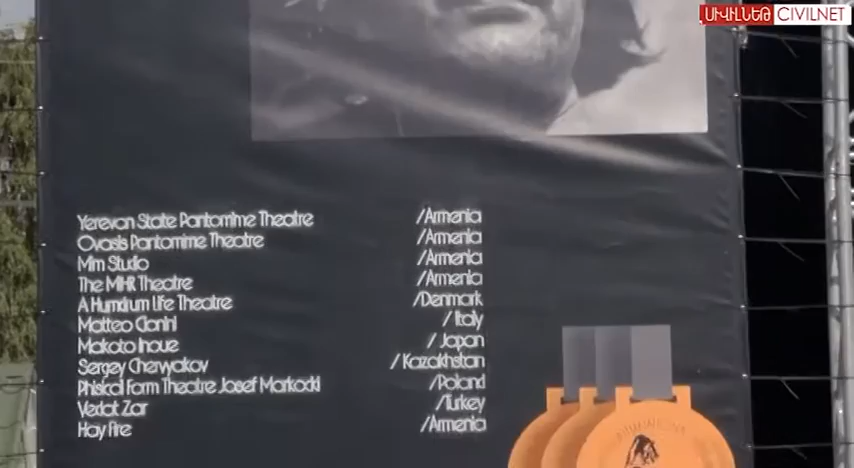 ՍԻՎԻԼՆԵԹ CIVILNET
Yerevan State Pantomime Theatre /Armenia
Ovasis Pantomime Theatre /Armenia
Mim Studio /Armenia
The MIHR Theatre /Armenia
A Humdrum Life Theatre /Denmark
Matteo Cionini /Italy
Makoto Inoue /Japan
Sergey Chervyakov /Kazakhstan
Phisical Form Theatre Josef Markocki /Poland
Vedat Zar /Turkey
Hay Fire /Armenia